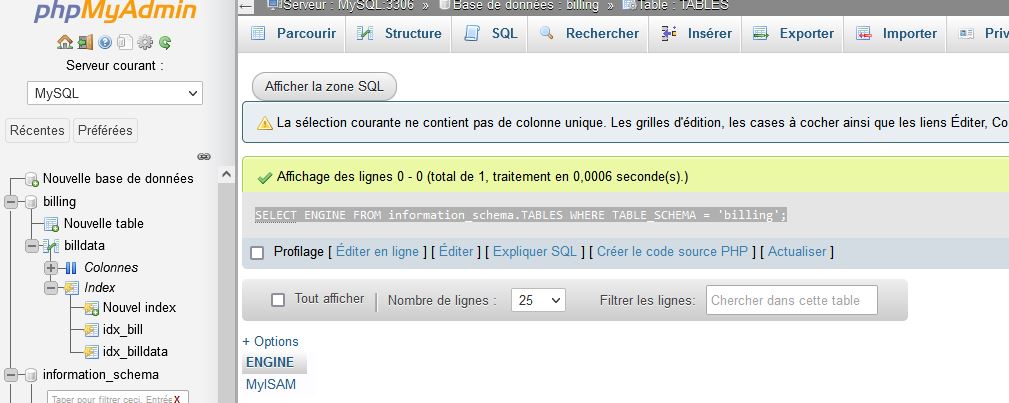 phpMyAdmin
Serveur courant :
MySQL
Récentes
Préférées
Nouvelle base de données
billing
Nouvelle table
billdata
Colonnes
Index
Nouvel index
idx_bill
idx_billdata
information_schema
Taper pour filtrer ceci, Entrée X
Serveur : MySQL:3306 » Base de données : billing » Table : TABLES
Parcourir Structure SQL Rechercher Insérer Exporter Importer Priv
Afficher la zone SQL
La sélection courante ne contient pas de colonne unique. Les grilles d'édition, les cases à cocher ainsi que les liens Éditer, Co
Affichage des lignes 0 - 0 (total de 1, traitement en 0,0006 seconde(s).)
SELECT ENGINE FROM information_schema.TABLES WHERE TABLE_SCHEMA = 'billing';
Profilage [ Éditer en ligne ] [ Éditer ] [ Expliquer SQL ] [ Créer le code source PHP ] [ Actualiser ]
Tout afficher | Nombre de lignes : 25 Filtrer les lignes: Chercher dans cette table
+ Options
ENGINE
MyISAM